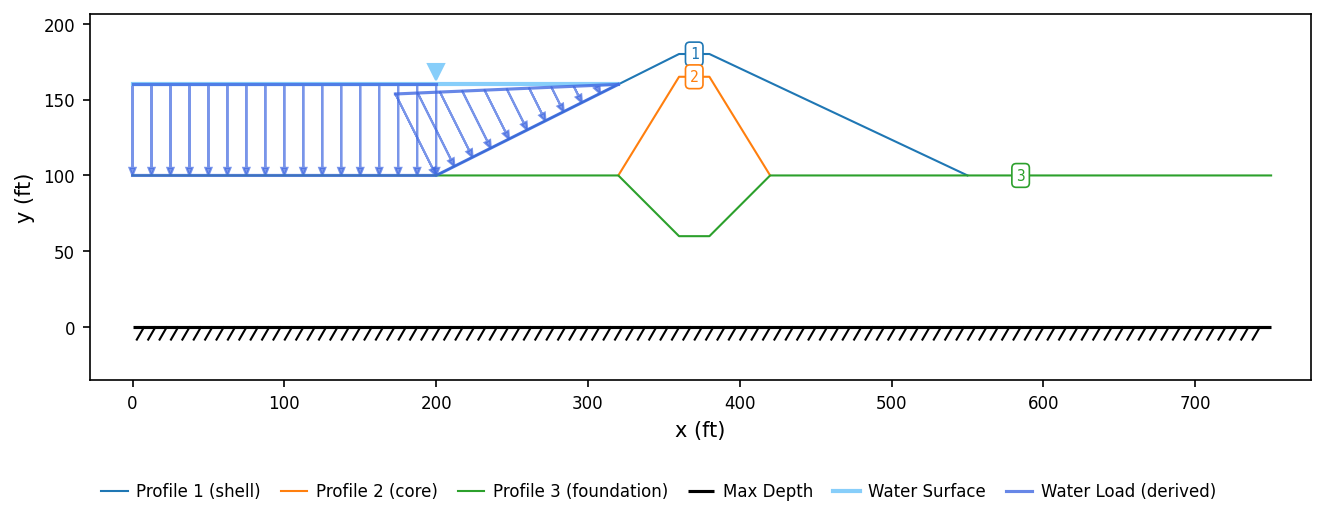 200
150
100
50
0
y (ft)
1
2
3
0 100 200 300 400 500 600 700
x (ft)
Profile 1 (shell) Profile 2 (core) Profile 3 (foundation) Max Depth Water Surface Water Load (derived)